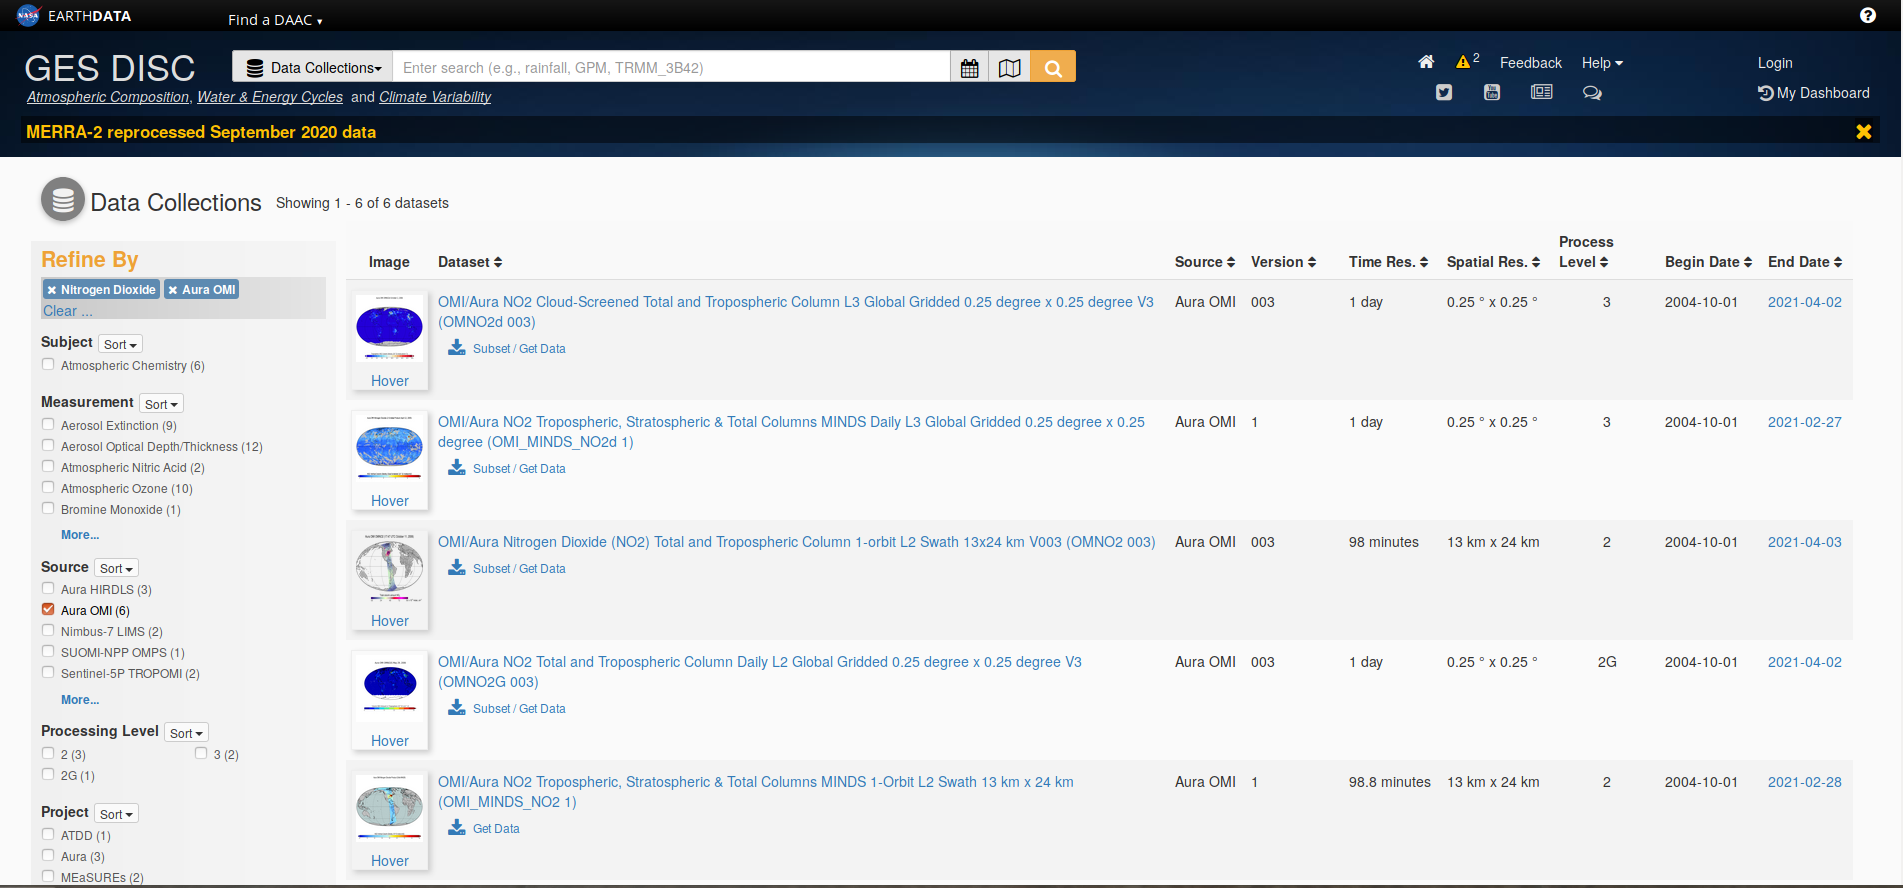 NASA EARTHDATA
Find a DAAC
GES DISC
Data Collections
Enter search (e.g., rainfall, GPM, TRMM_3B42)
2
Feedback
Help
Login
Atmospheric Composition, Water & Energy Cycles and Climate Variability
My Dashboard
MERRA-2 reprocessed September 2020 data
Data Collections
Showing 1 - 6 of 6 datasets
Refine By
Nitrogen Dioxide
Aura OMI
Clear ...
Subject
Sort
Atmospheric Chemistry (6)
Measurement
Sort
Aerosol Extinction (9)
Aerosol Optical Depth/Thickness (12)
Atmospheric Nitric Acid (2)
Atmospheric Ozone (10)
Bromine Monoxide (1)
More...
Source
Sort
Aura HIRDLS (3)
Aura OMI (6)
Nimbus-7 LIMS (2)
SUOMI-NPP OMPS (1)
Sentinel-5P TROPOMI (2)
More...
Processing Level
Sort
2 (3)
3 (2)
2G (1)
Project
Sort
ATDD (1)
Aura (3)
MEaSUREs (2)
Image
Dataset
Source
Version
Time Res.
Spatial Res.
Process
Level
Begin Date
End Date
Hover
OMI/Aura NO2 Cloud-Screened Total and Tropospheric Column L3 Global Gridded 0.25 degree x 0.25 degree V3
(OMNO2d 003)
Subset / Get Data
Aura OMI
003
1 day
0.25 ° x 0.25 °
3
2004-10-01
2021-04-02
Hover
OMI/Aura NO2 Tropospheric, Stratospheric & Total Columns MINDS Daily L3 Global Gridded 0.25 degree x 0.25
degree (OMI_MINDS_NO2d 1)
Subset / Get Data
Aura OMI
1
1 day
0.25 ° x 0.25 °
3
2004-10-01
2021-02-27
Hover
OMI/Aura Nitrogen Dioxide (NO2) Total and Tropospheric Column 1-orbit L2 Swath 13x24 km V003 (OMNO2 003)
Subset / Get Data
Aura OMI
003
98 minutes
13 km x 24 km
2
2004-10-01
2021-04-03
Hover
OMI/Aura NO2 Total and Tropospheric Column Daily L2 Global Gridded 0.25 degree x 0.25 degree V3
(OMNO2G 003)
Subset / Get Data
Aura OMI
003
1 day
0.25 ° x 0.25 °
2G
2004-10-01
2021-04-02
Hover
OMI/Aura NO2 Tropospheric, Stratospheric & Total Columns MINDS 1-Orbit L2 Swath 13 km x 24 km
(OMI_MINDS_NO2 1)
Get Data
Aura OMI
1
98.8 minutes
13 km x 24 km
2
2004-10-01
2021-02-28
Hover